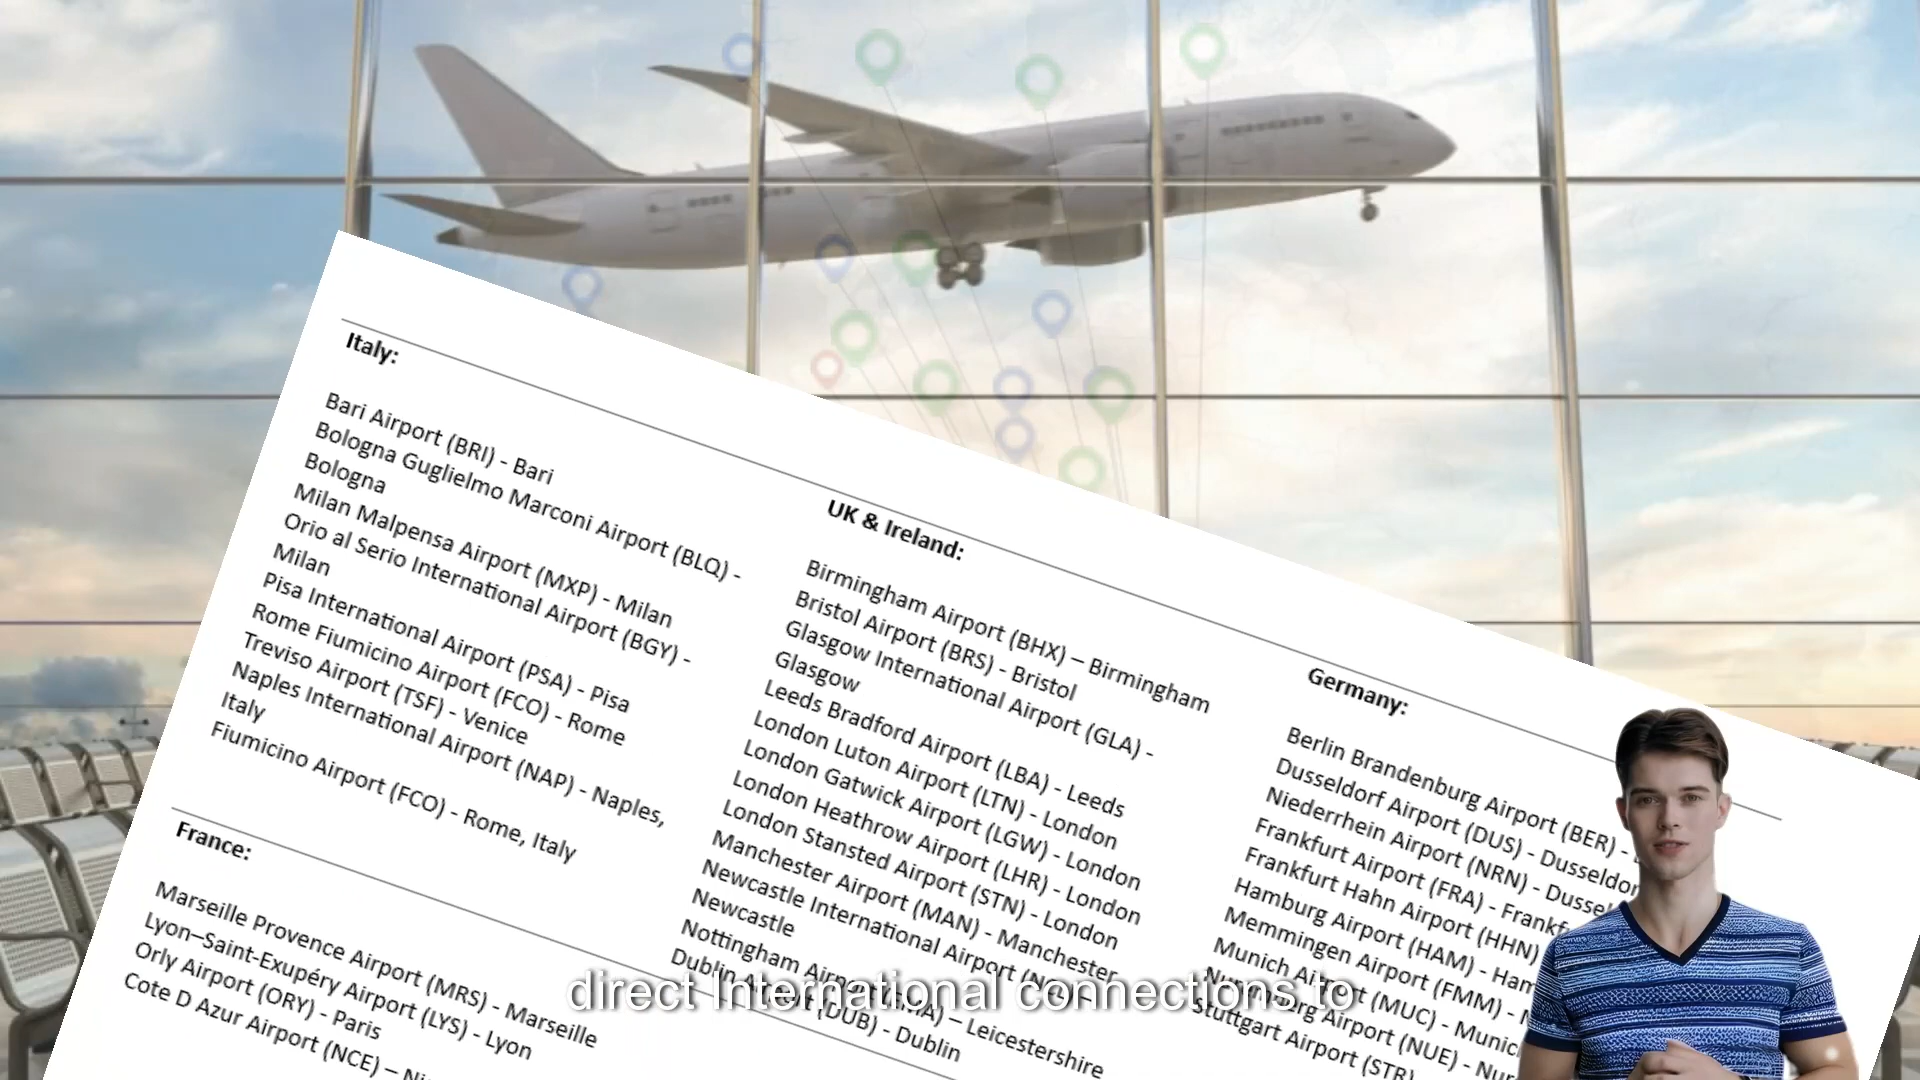 Italy:
Bari Airport (BRI) - Bari
Bologna Guglielmo Marconi Airport (BLQ) -
Bologna
Milan Malpensa Airport (MXP) - Milan
Orio al Serio International Airport (BGY) -
Milan
Pisa International Airport (PSA) - Pisa
Rome Fiumicino Airport (FCO) - Rome
Treviso Airport (TSF) - Venice
Naples International Airport (NAP) - Naples,
Italy
Fiumicino Airport (FCO) - Rome, Italy
France:
Marseille Provence Airport (MRS) - Marseille
Lyon–Saint-Exupéry Airport (LYS) - Lyon
Orly Airport (ORY) - Paris
Cote D Azur Airport (NCE) –
UK & Ireland:
Birmingham Airport (BHX) – Birmingham
Bristol Airport (BRS) - Bristol
Glasgow International Airport (GLA) -
Glasgow
Leeds Bradford Airport (LBA) - Leeds
London Luton Airport (LTN) - London
London Gatwick Airport (LGW) - London
London Heathrow Airport (LHR) - London
London Stansted Airport (STN) - London
Manchester Airport (MAN) - Manchester
Newcastle International Airport
Newcastle
Nottingham Airport – Leicestershire
Dublin Airport (DUB) - Dublin
Germany:
Berlin Brandenburg Airport (BER) -
Dusseldorf Airport (DUS) - Dusseldor
Niederrhein Airport (NRN) -
Frankfurt Airport (FRA) -
Frankfurt Hahn Airport (HHN)
Hamburg Airport (HAM) -
Memmingen Airport (FMM) -
Munich Airport (MUC) -
Nuremberg Airport (NUE) -
Stuttgart Airport (STR)
direct International connections to